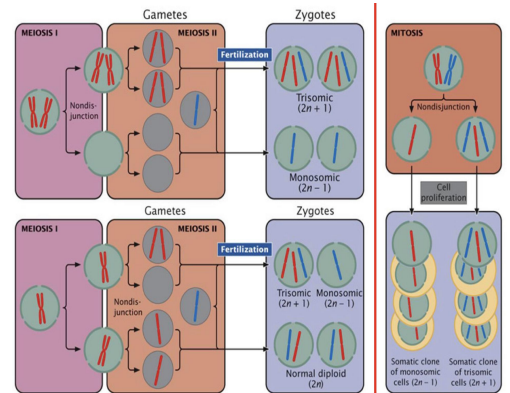 Gametes
Zygotes
MEIOSIS I
MEIOSIS II
Fertilization
Nondis-
junction
Trisomic
(2n + 1)
Monosomic
(2n − 1)
Gametes
Zygotes
MEIOSIS I
MEIOSIS II
Fertilization
Nondis-
junction
Trisomic
(2n + 1)
Monosomic
(2n − 1)
Normal diploid
(2n)
MITOSIS
Nondisjunction
Cell
proliferation
Somatic clone
of monosomic
cells (2n − 1)
Somatic clone
of trisomic
cells (2n + 1)